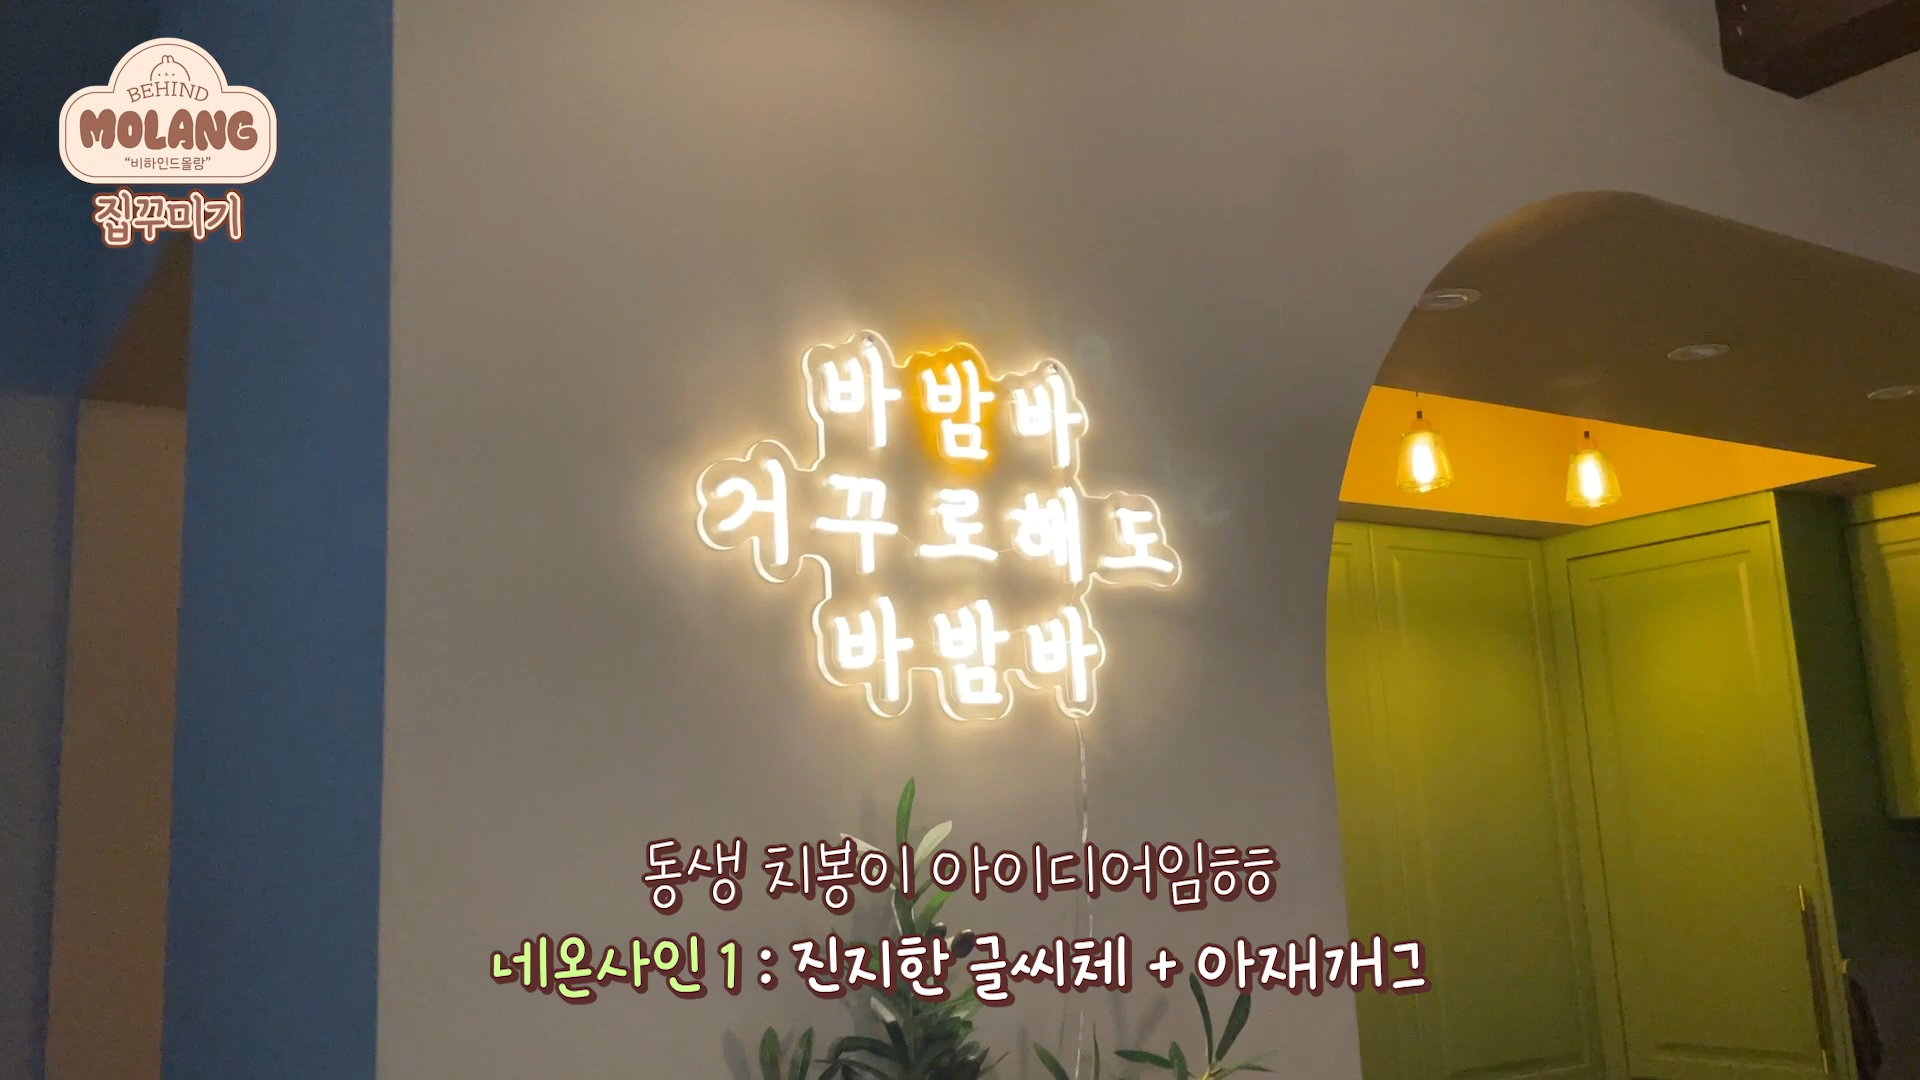 BEHIND
MOLANG
"비하인드몰랑"
집꾸미기
바밤바
거꾸로해도
바밤바
동생 치봉이 아이디어임ㅎㅎ
네온사인 1 : 진지한 글씨체 + 아재개그